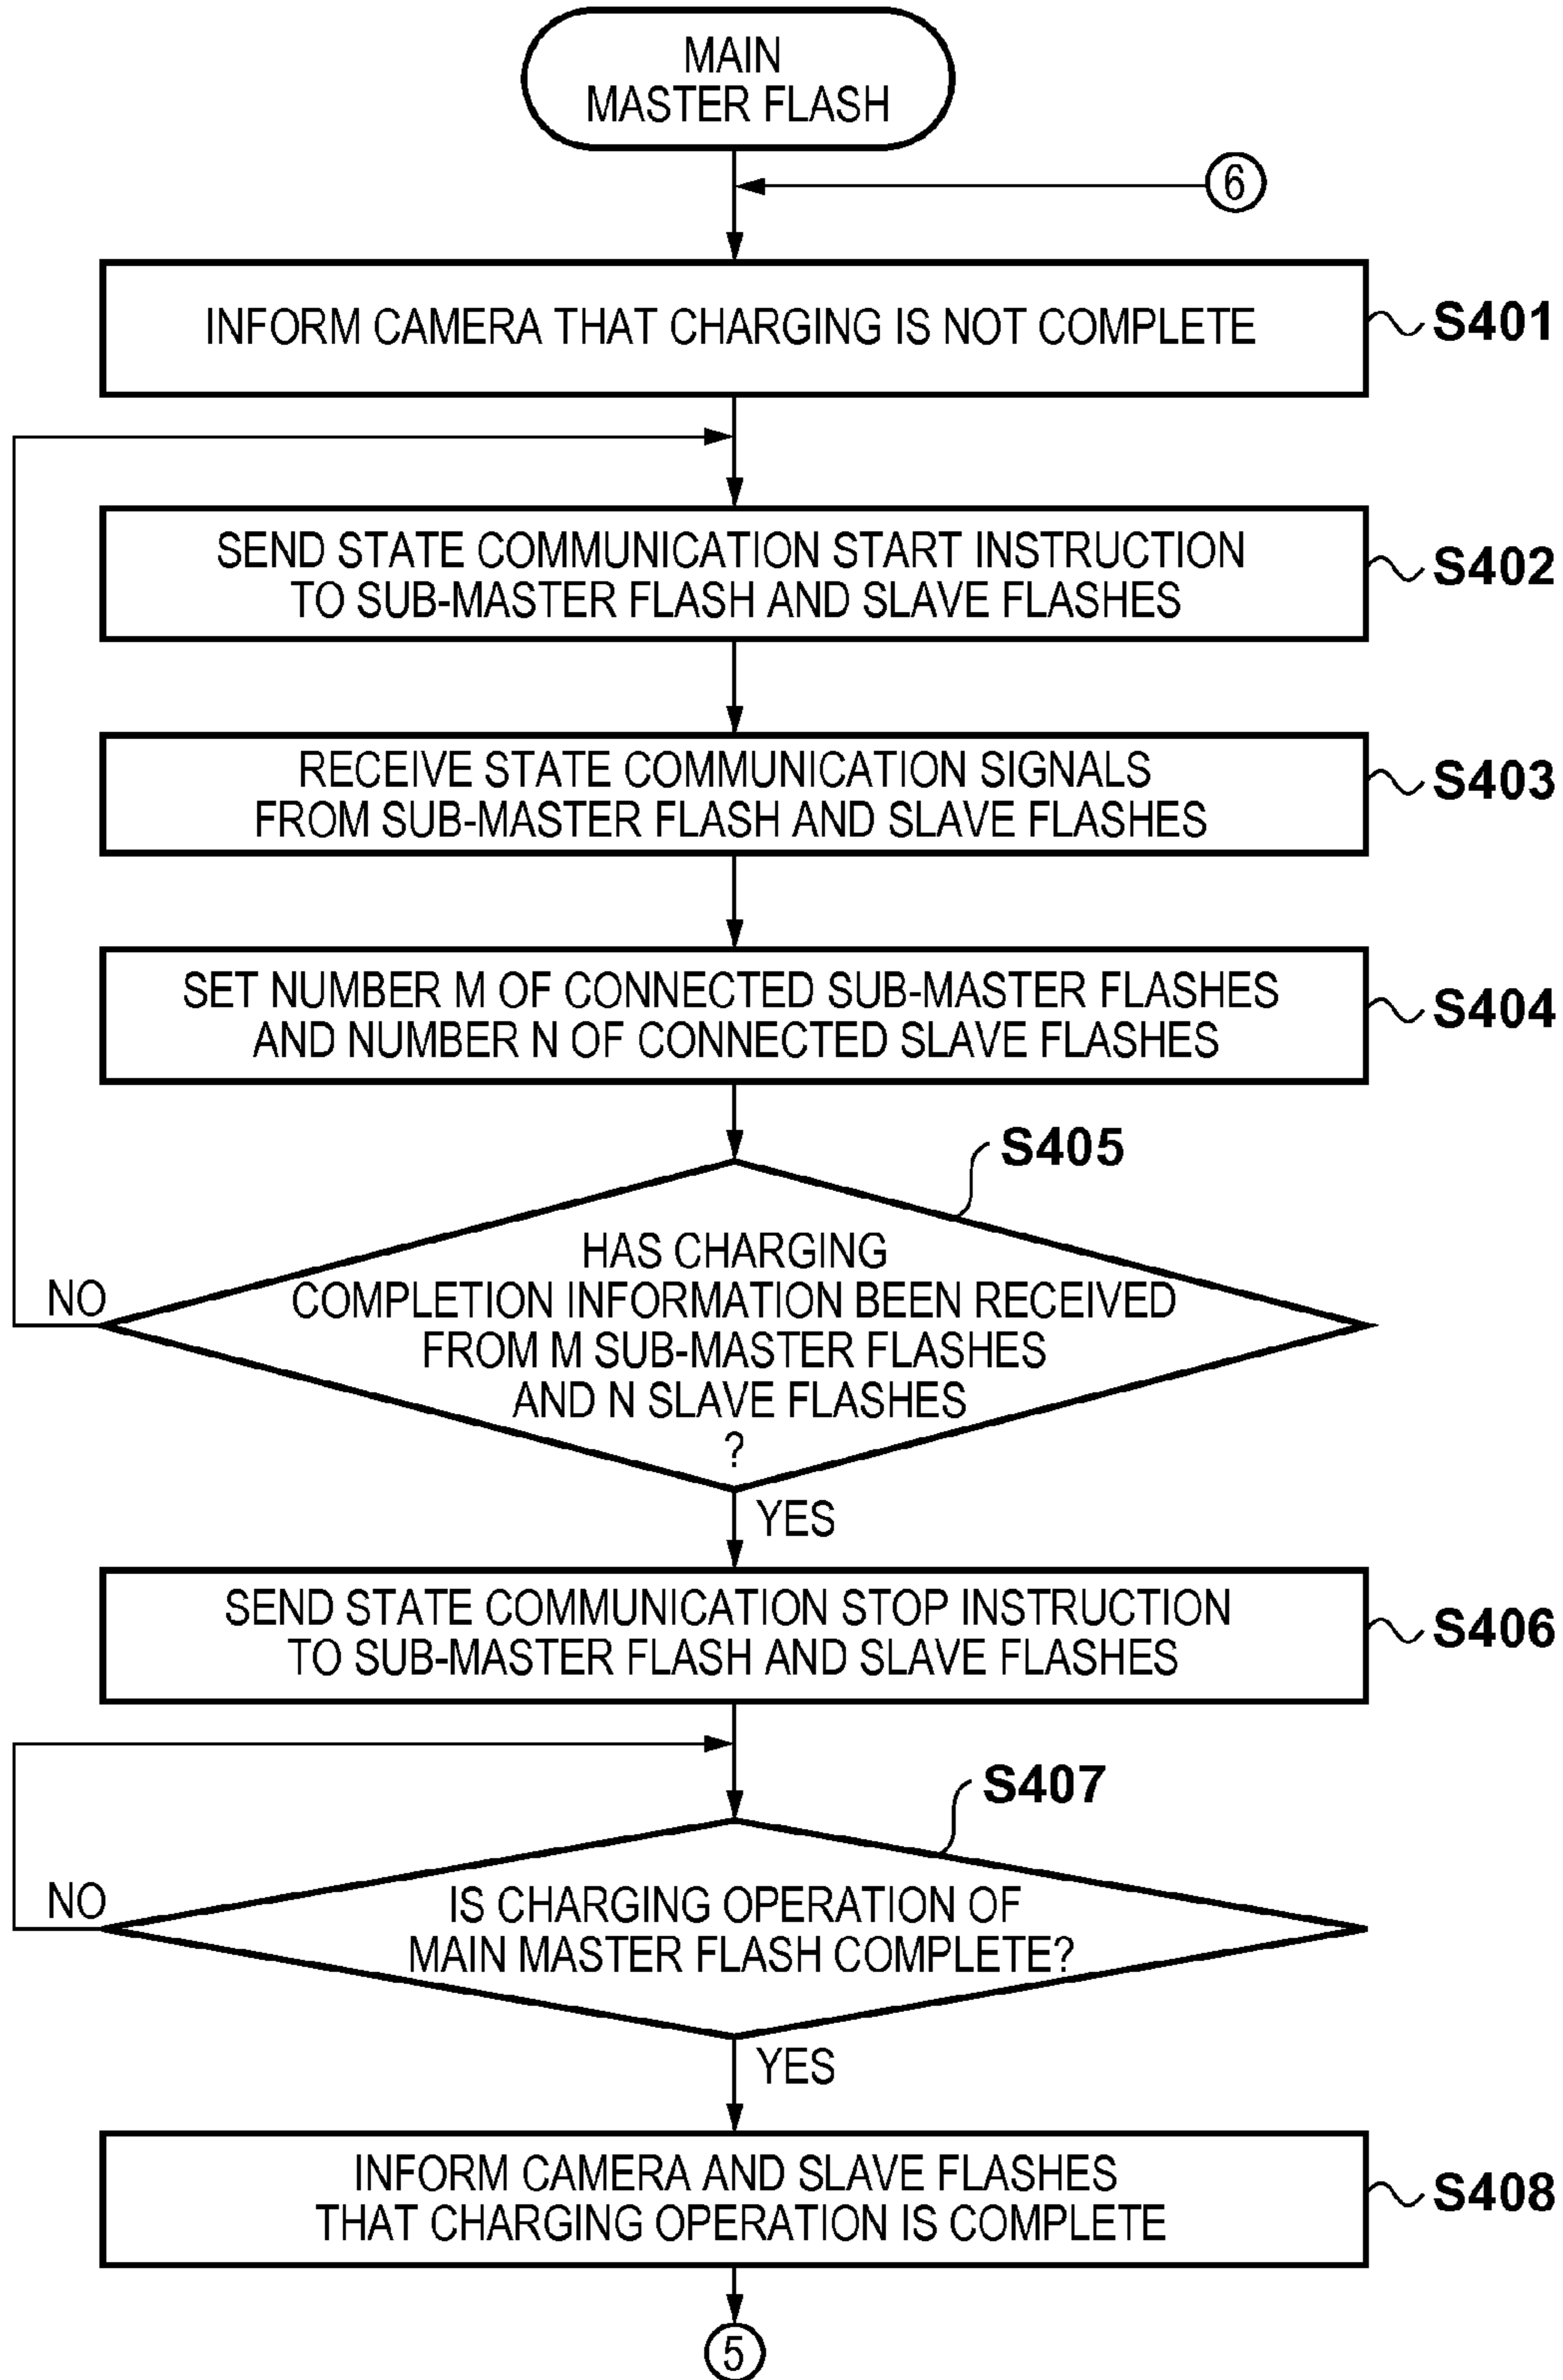 MAIN
MASTER FLASH
6
INFORM CAMERA THAT CHARGING IS NOT COMPLETE
S401
SEND STATE COMMUNICATION START INSTRUCTION
TO SUB-MASTER FLASH AND SLAVE FLASHES
S402
RECEIVE STATE COMMUNICATION SIGNALS
FROM SUB-MASTER FLASH AND SLAVE FLASHES
S403
SET NUMBER M OF CONNECTED SUB-MASTER FLASHES
AND NUMBER N OF CONNECTED SLAVE FLASHES
S404
S405
HAS CHARGING
COMPLETION INFORMATION BEEN RECEIVED
FROM M SUB-MASTER FLASHES
AND N SLAVE FLASHES
?
NO
YES
SEND STATE COMMUNICATION STOP INSTRUCTION
TO SUB-MASTER FLASH AND SLAVE FLASHES
S406
S407
IS CHARGING OPERATION OF
MAIN MASTER FLASH COMPLETE?
NO
YES
INFORM CAMERA AND SLAVE FLASHES
THAT CHARGING OPERATION IS COMPLETE
S408
5